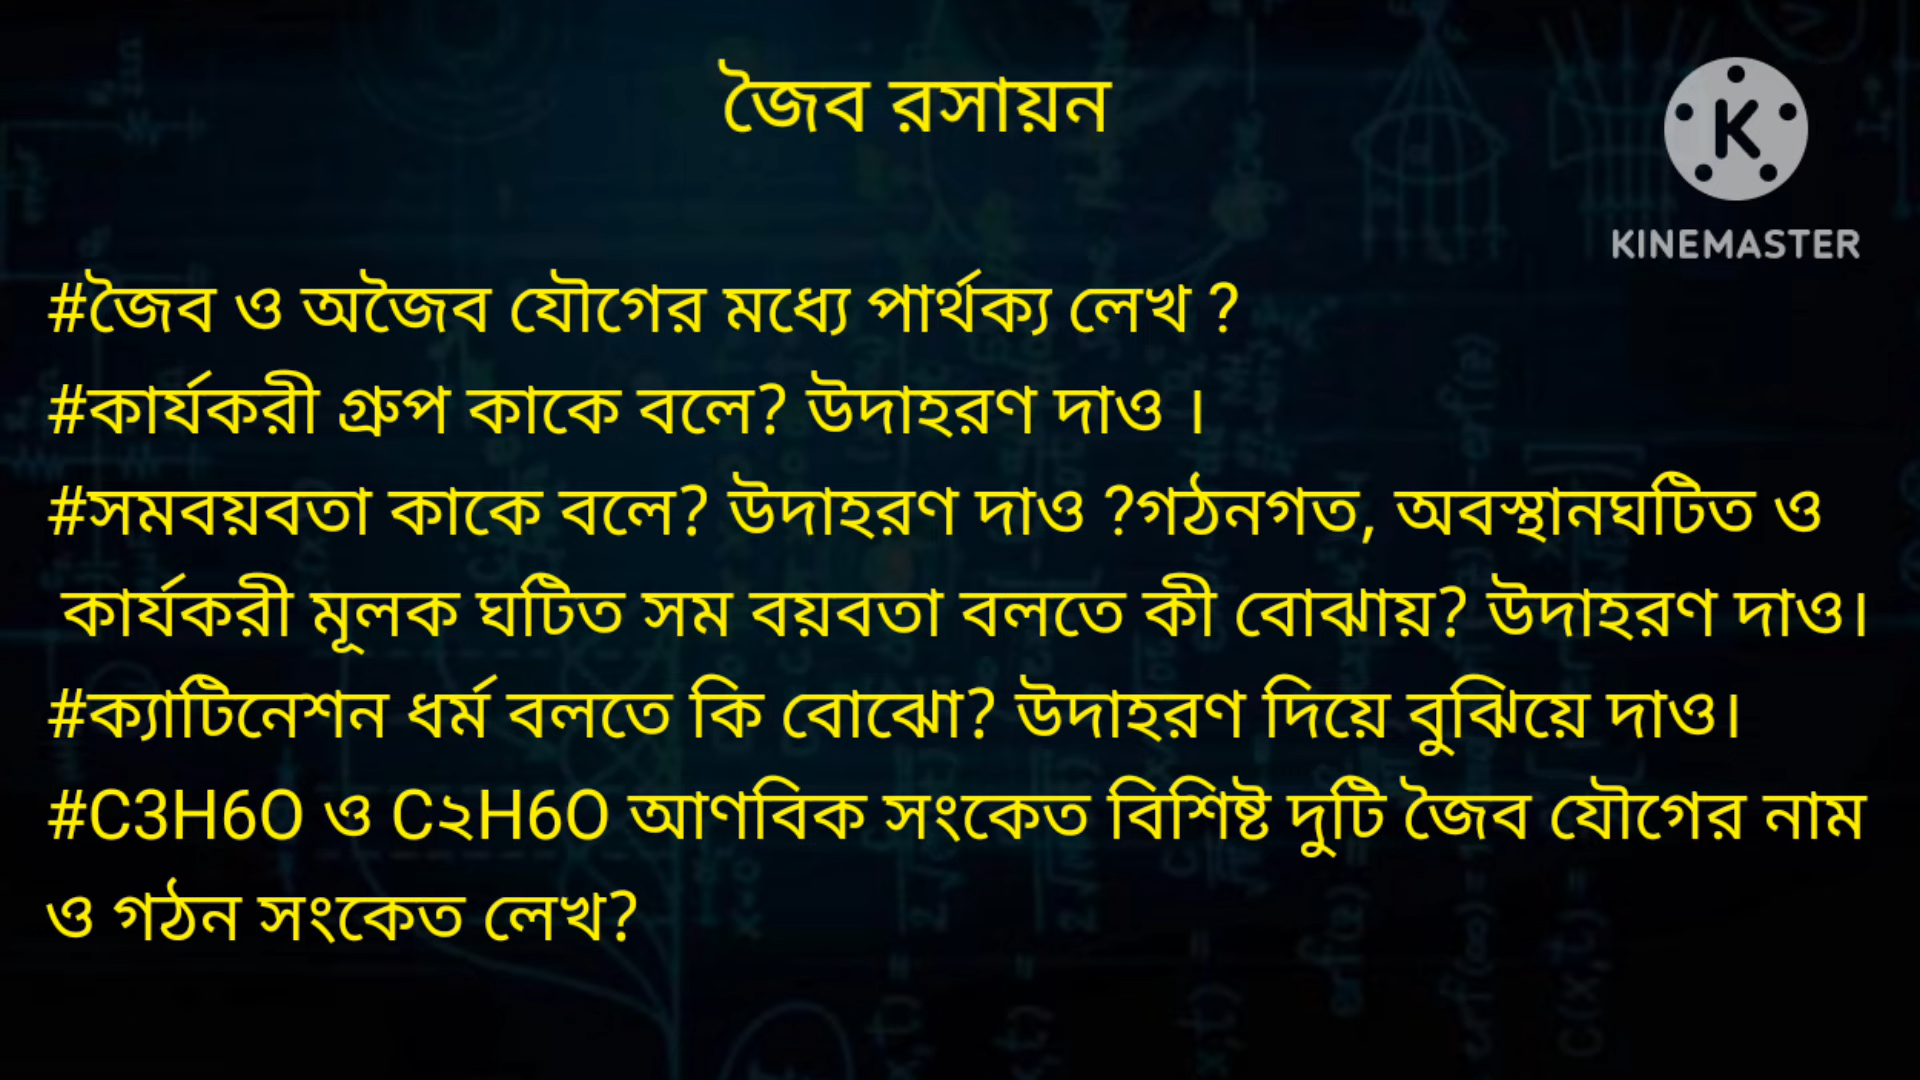 জৈব রসায়ন
KINEMASTER
#জৈব ও অজৈব যৌগের মধ্যে পার্থক্য লেখ ?
#কার্যকরী গ্রুপ কাকে বলে? উদাহরণ দাও ।
#সমবয়বতা কাকে বলে? উদাহরণ দাও ?গঠনগত, অবস্থানঘটিত ও
কার্যকরী মূলক ঘটিত সম বয়বতা বলতে কী বোঝায়? উদাহরণ দাও।
#ক্যাটিনেশন ধর্ম বলতে কি বোঝো? উদাহরণ দিয়ে বুঝিয়ে দাও।
#C3H6O ও C২H6O আণবিক সংকেত বিশিষ্ট দুটি জৈব যৌগের নাম
ও গঠন সংকেত লেখ?